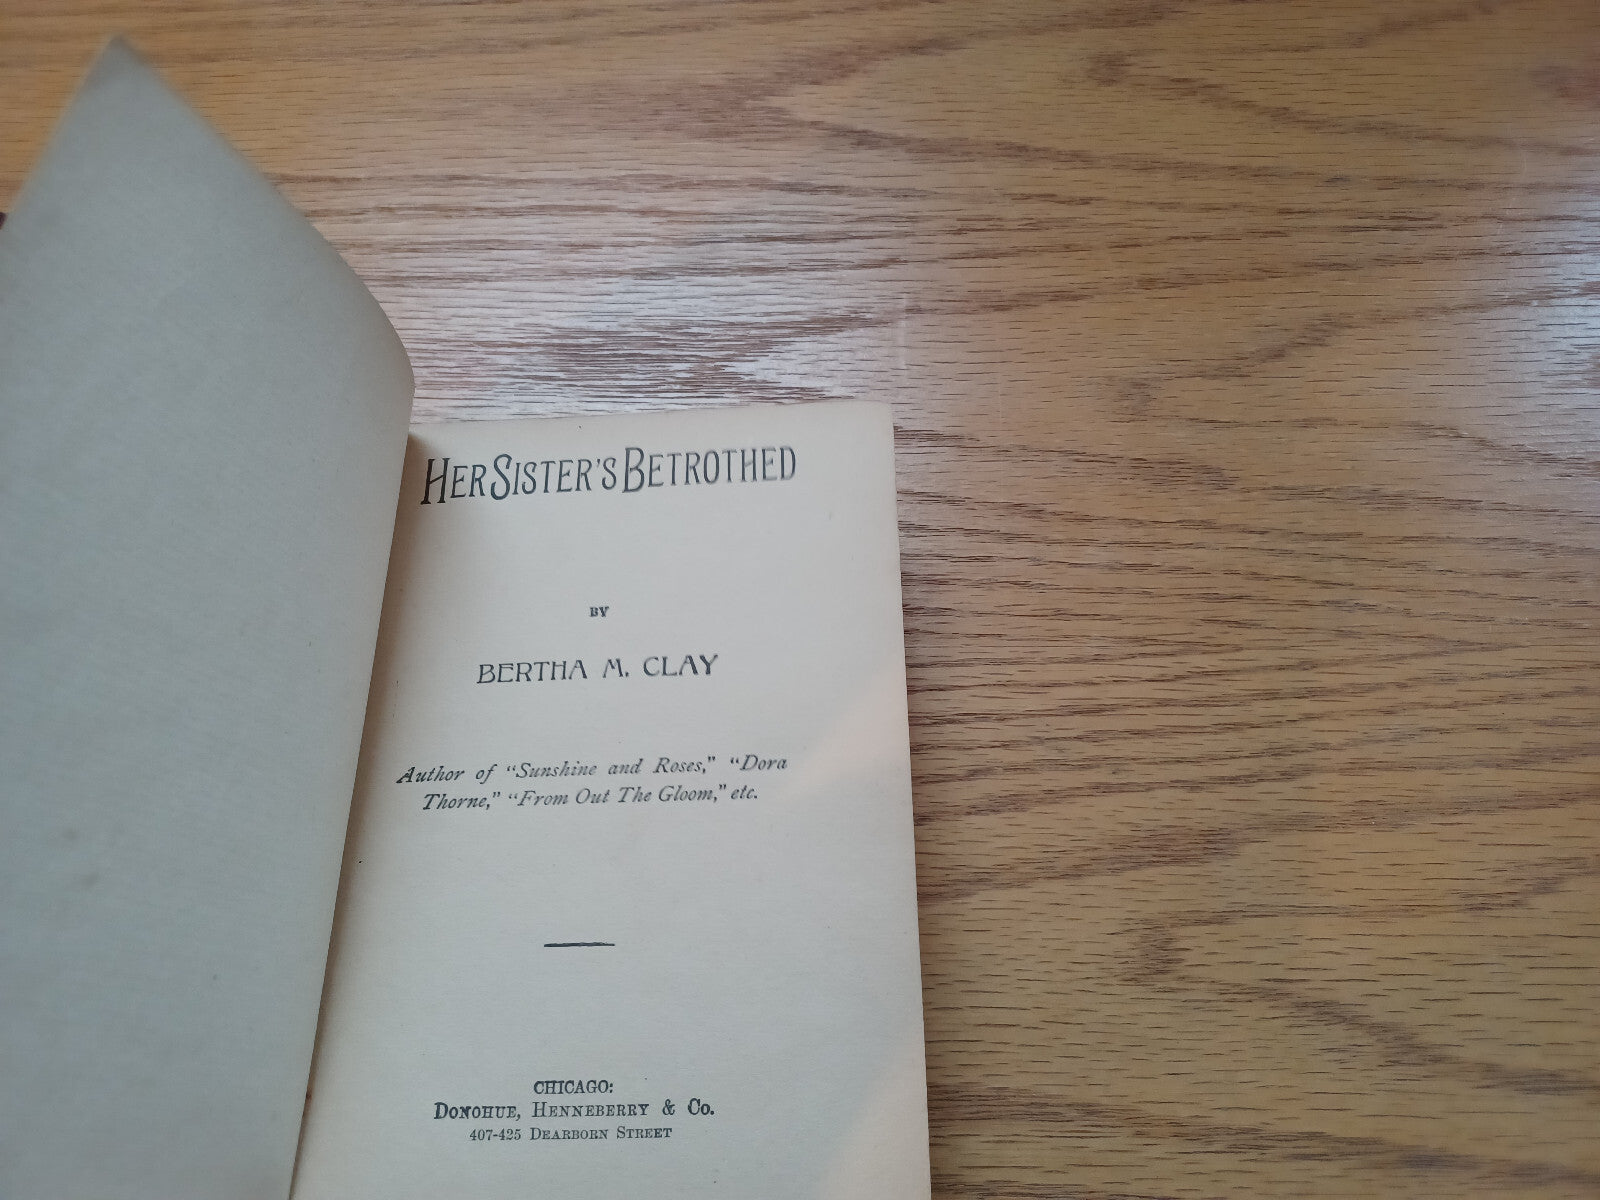 HER SISTER'S BETROTHED
BY
BERTHA M. CLAY
Author of "Sunshine and Roses," "Dora
Thorne," "From Out The Gloom," etc.
CHICAGO:
DONOHUE, HENNEBERRY & CO.
407-425 DEARBORN STREET